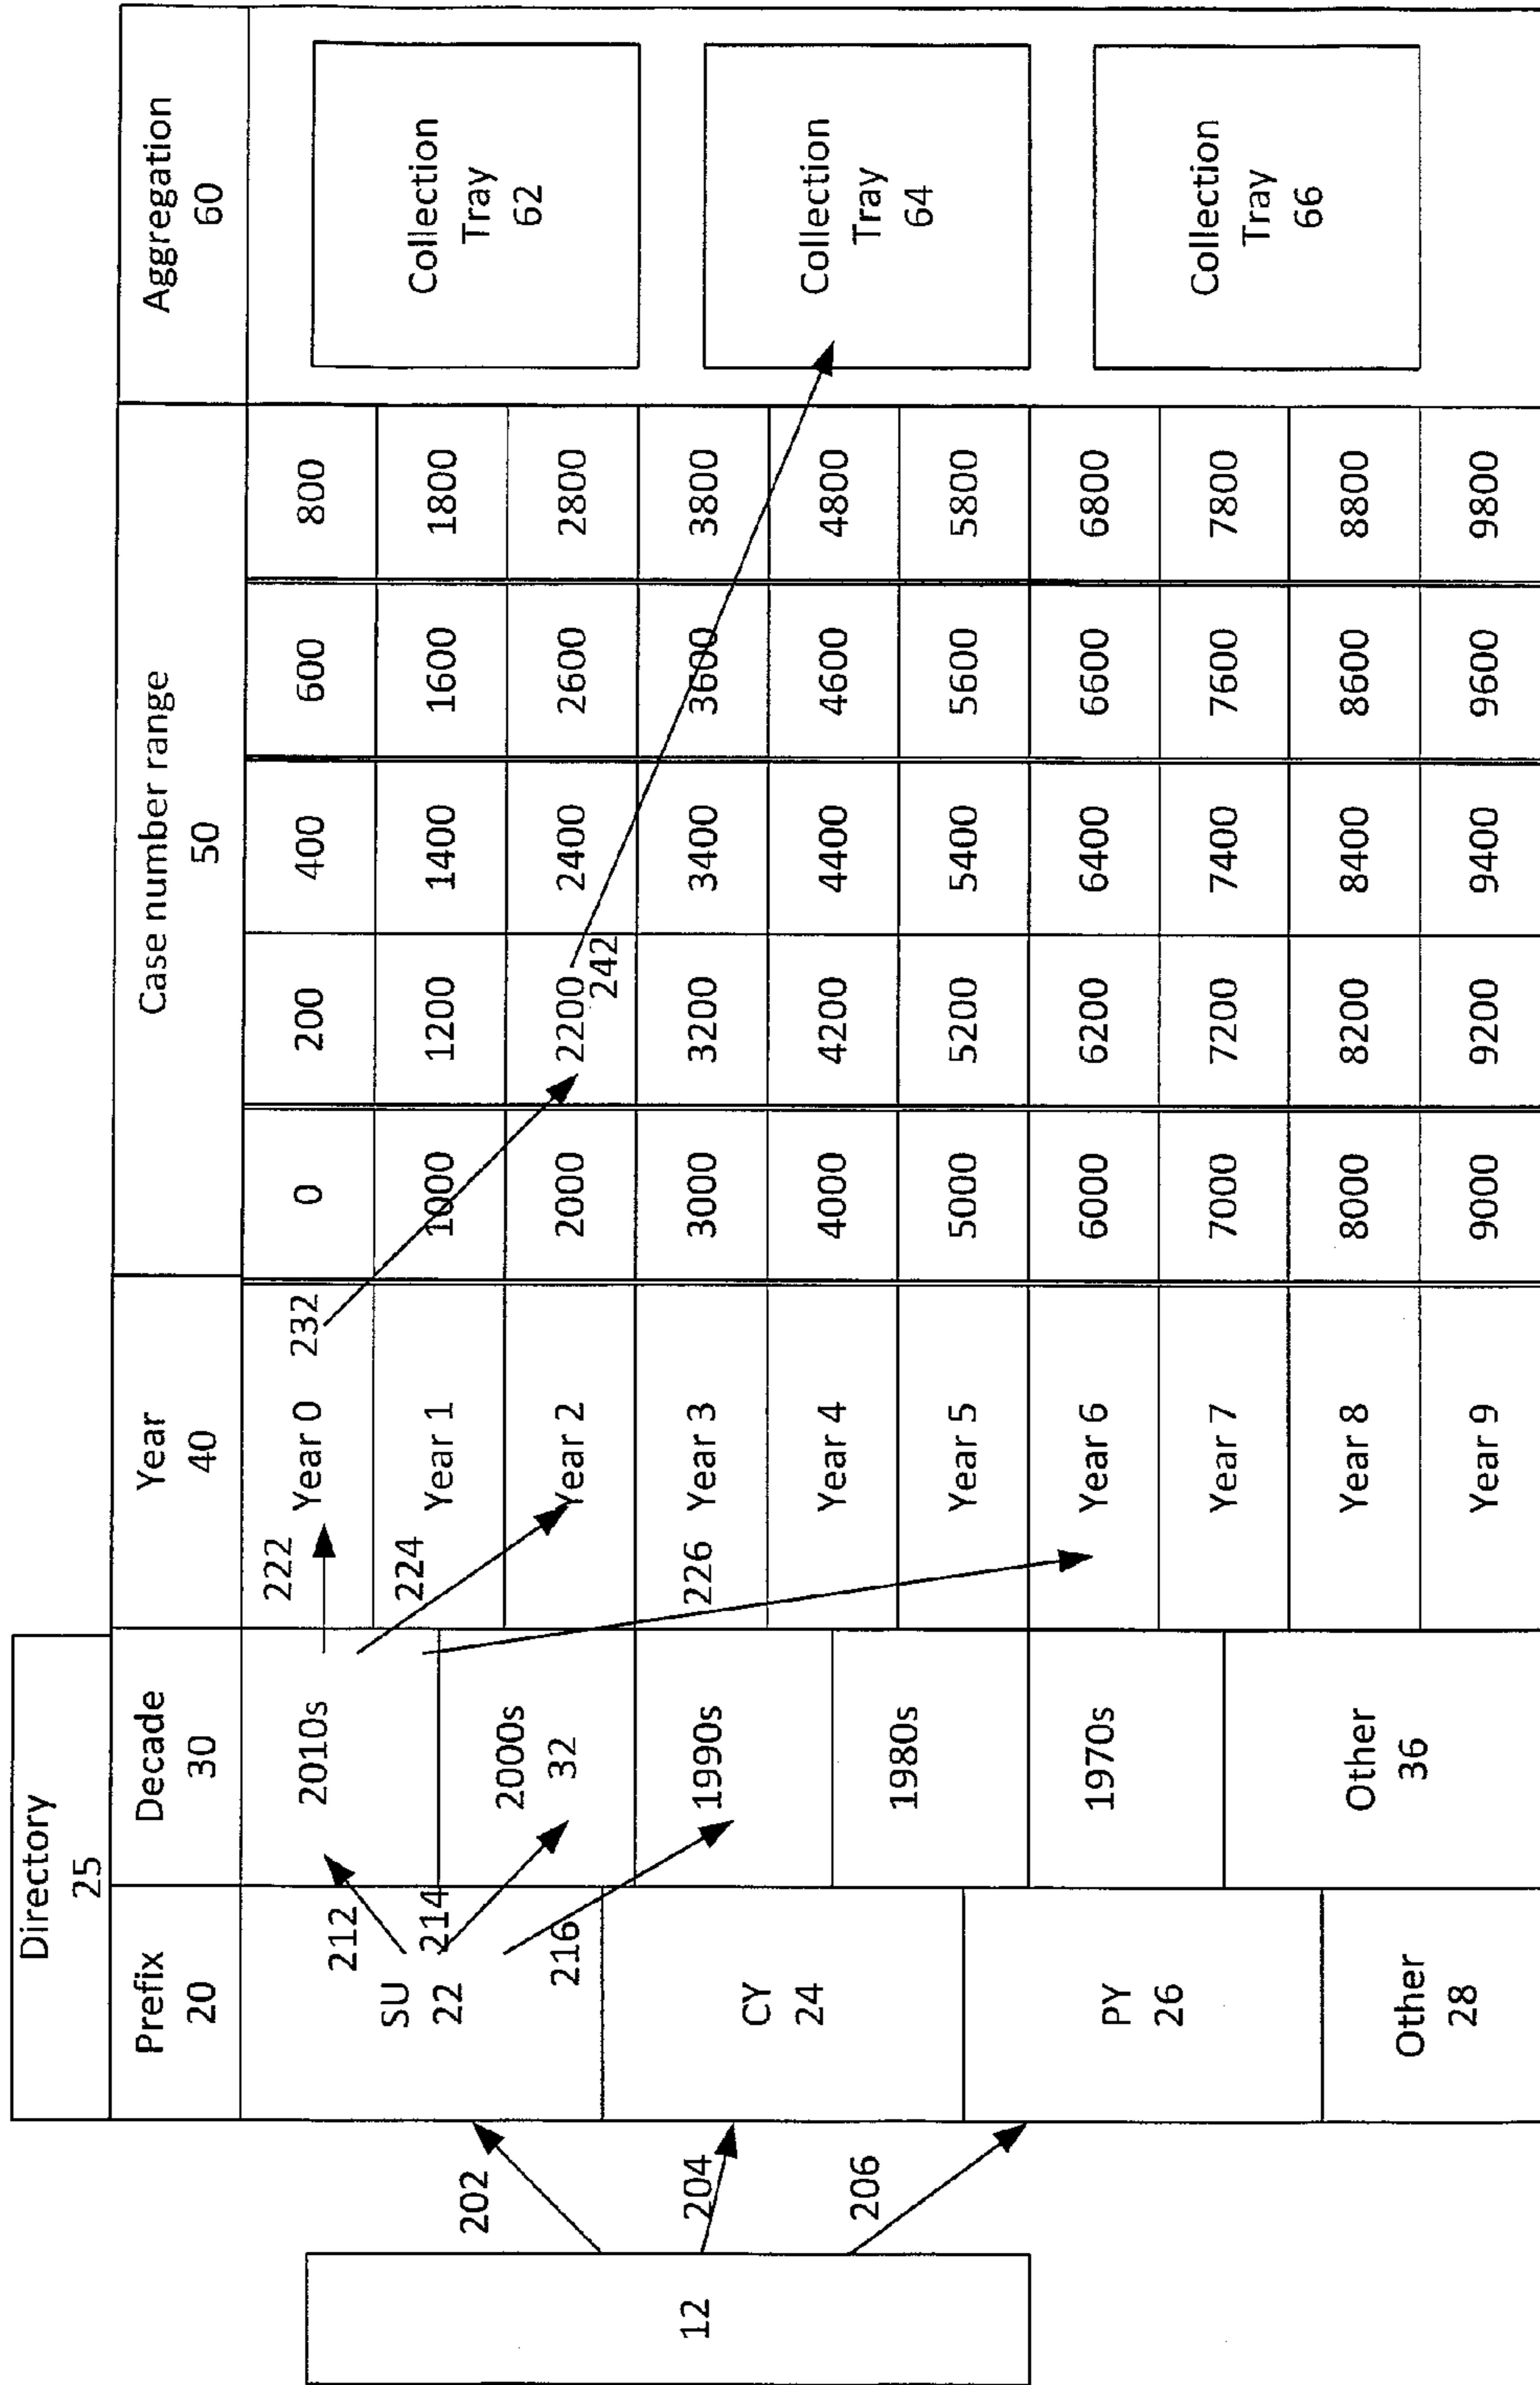 Directory
25
Prefix
20
Decade
30
Year
40
Case number range
50
Aggregation
60
12
202
204
206
SU
22
CY
24
PY
26
Other
28
212
214
216
2010s
2000s
32
1990s
1980s
1970s
Other
36
222
224
226
Year 0 232
Year 1
Year 2
Year 3
Year 4
Year 5
Year 6
Year 7
Year 8
Year 9
0 200 400 600 800
1000 1200 1400 1600 1800
2000 2200 2400 2600 2800
242
3000 3200 3400 3600 3800
4000 4200 4400 4600 4800
5000 5200 5400 5600 5800
6000 6200 6400 6600 6800
7000 7200 7400 7600 7800
8000 8200 8400 8600 8800
9000 9200 9400 9600 9800
Collection
Tray
62
Collection
Tray
64
Collection
Tray
66